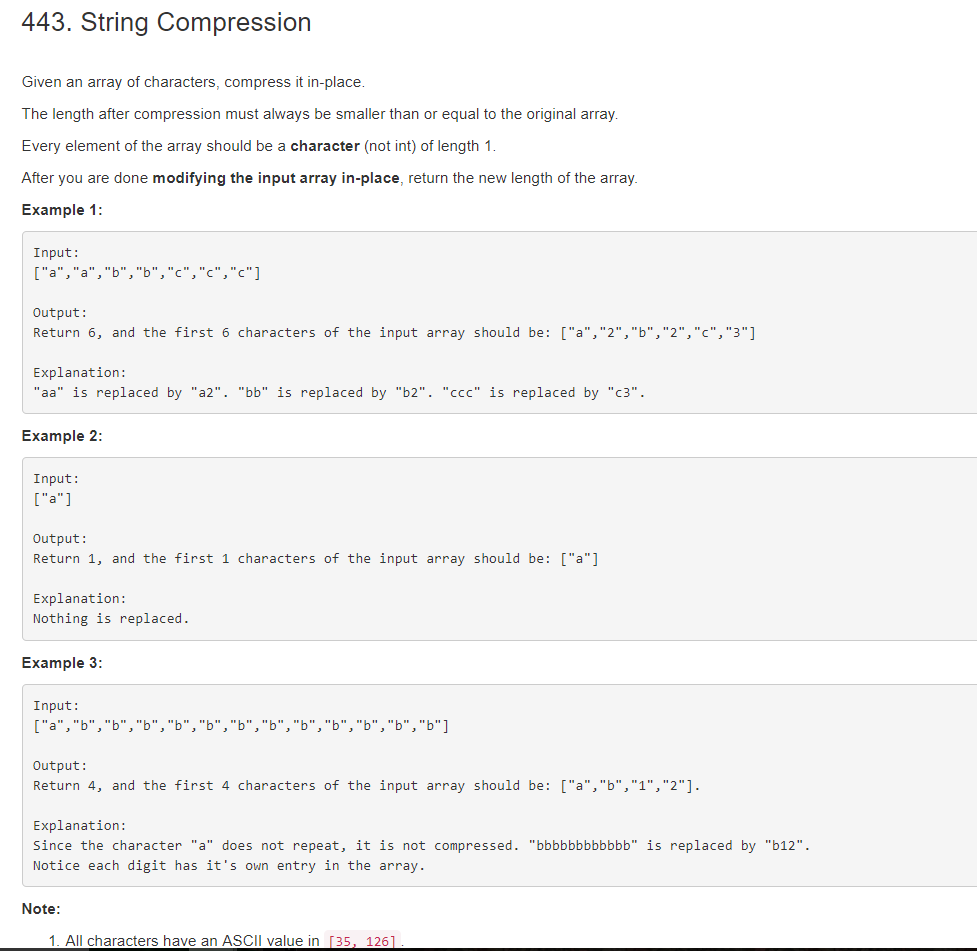 443. String Compression
Given an array of characters, compress it in-place.
The length after compression must always be smaller than or equal to the original array.
Every element of the array should be a character (not int) of length 1.
After you are done modifying the input array in-place, return the new length of the array.
Example 1:
Input:
["a","a","b","b","c","c","c"]
Output:
Return 6, and the first 6 characters of the input array should be: ["a","2","b","2","c","3"]
Explanation:
"aa" is replaced by "a2". "bb" is replaced by "b2". "ccc" is replaced by "c3".
Example 2:
Input:
["a"]
Output:
Return 1, and the first 1 characters of the input array should be: ["a"]
Explanation:
Nothing is replaced.
Example 3:
Input:
["a","b","b","b","b","b","b","b","b","b","b","b","b"]
Output:
Return 4, and the first 4 characters of the input array should be: ["a","b","1","2"].
Explanation:
Since the character "a" does not repeat, it is not compressed. "bbbbbbbbbbbb" is replaced by "b12".
Notice each digit has it's own entry in the array.
Note:
1. All characters have an ASCII value in [35, 126].